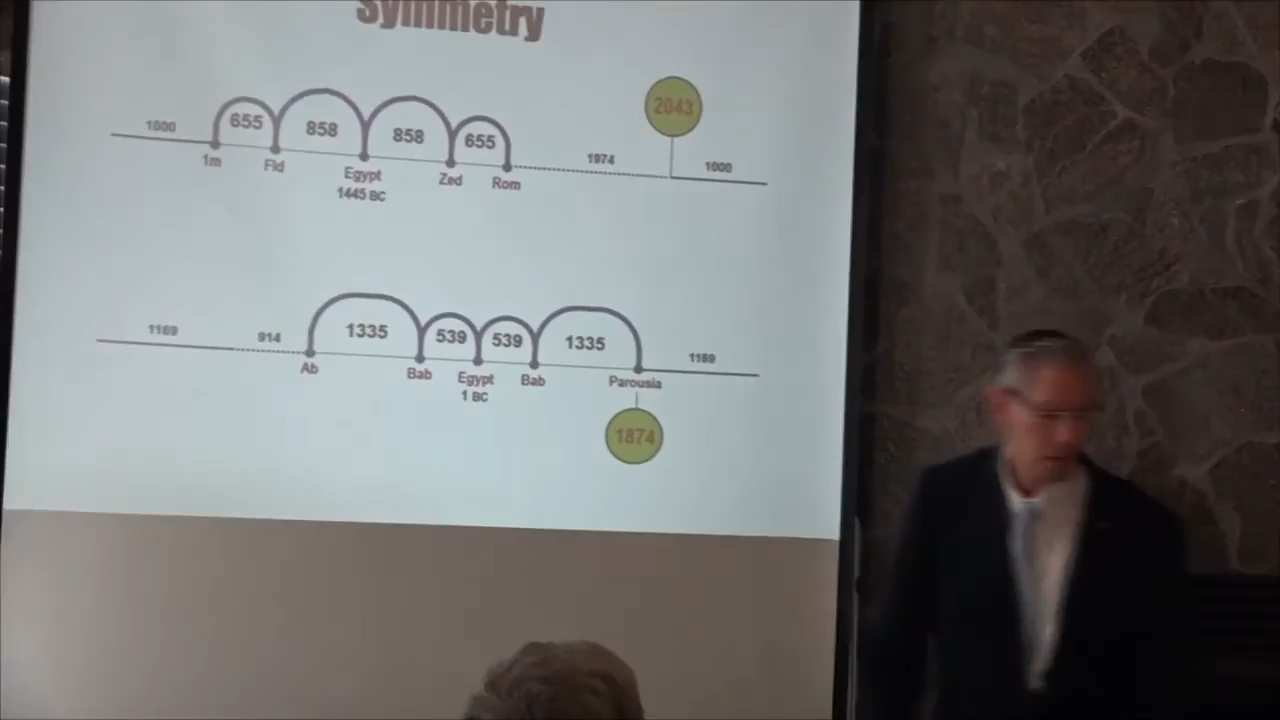 Symmetry
2043
1000
655
858
858
655
1974
1000
1m
Fld
Egypt
1445 BC
Zed
Rom
1169
914
1335
539
539
1335
1169
Ab
Bab
Egypt
1 BC
Bab
Parousia
1874